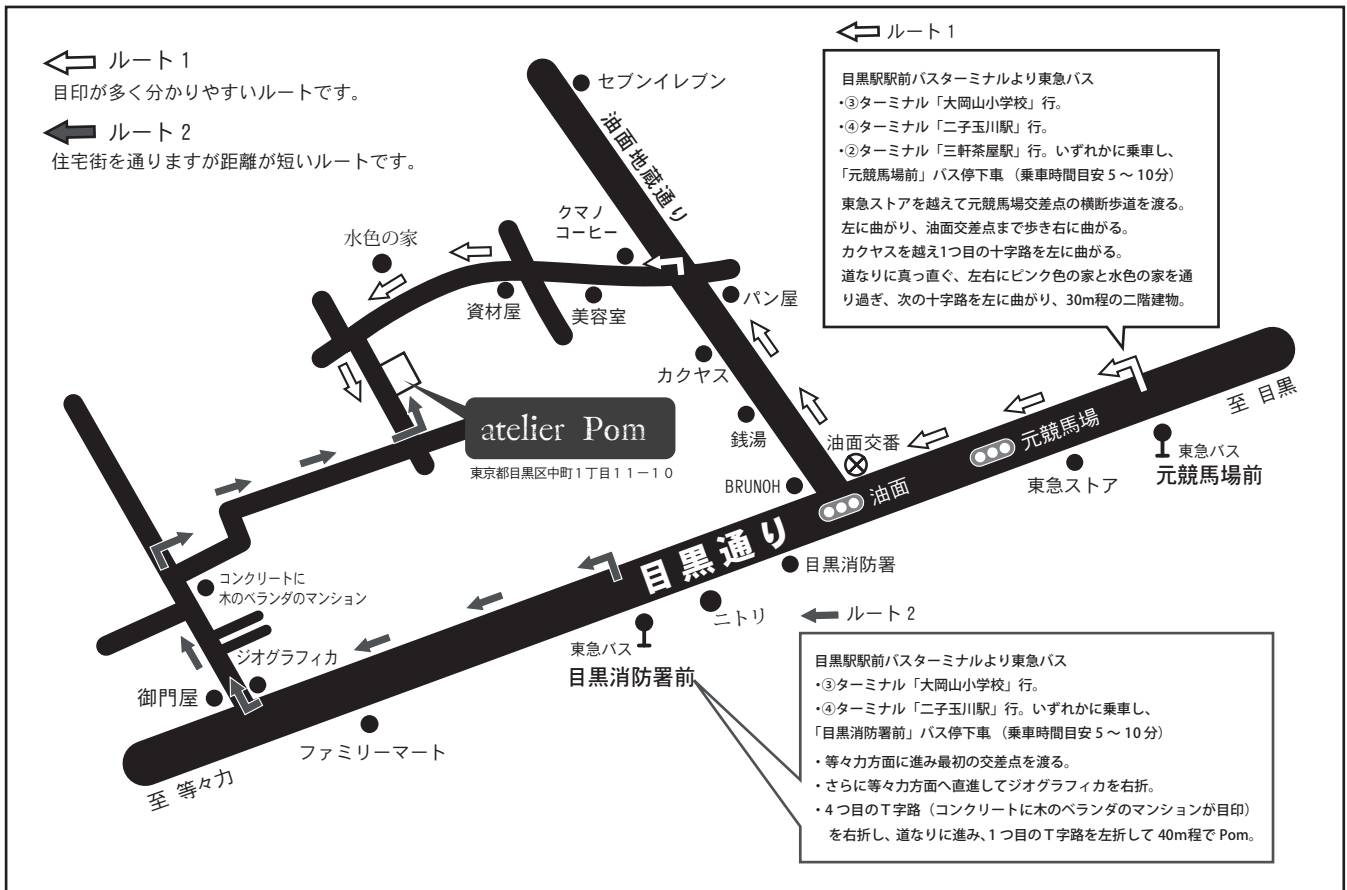 ルート 1
目印が多く分かりやすいルートです。
ルート 2
住宅街を通りますが距離が短いルートです。
ルート 1
目黒駅駅前バスターミナルより東急バス
・③ターミナル「大岡山小学校」行。
・④ターミナル「二子玉川駅」行。
・②ターミナル「三軒茶屋駅」行。いずれかに乗車し、
「元競馬場前」バス停下車 （乗車時間目安 5 〜 10分）
東急ストアを越えて元競馬場交差点の横断歩道を渡る。
左に曲がり、油面交差点まで歩き右に曲がる。
カクヤスを越え1つ目の十字路を左に曲がる。
道なりに真っ直ぐ、左右にピンク色の家と水色の家を通
り過ぎ、次の十字路を左に曲がり、30m程の二階建物。
セブンイレブン
油面地蔵通り
クマノ
コーヒー
水色の家
資材屋
美容室
パン屋
カクヤス
銭湯
油面交番
BRUNOH
油面
元競馬場
東急ストア
東急バス
元競馬場前
至 目黒
atelier Pom
東京都目黒区中町1丁目11－10
目黒通り
目黒消防署
ニトリ
東急バス
目黒消防署前
コンクリートに
木のベランダのマンション
ジオグラフィカ
御門屋
ファミリーマート
至 等々力
ルート 2
目黒駅駅前バスターミナルより東急バス
・③ターミナル「大岡山小学校」行。
・④ターミナル「二子玉川駅」行。いずれかに乗車し、
「目黒消防署前」バス停下車 （乗車時間目安 5 〜 10 分）
・等々力方面に進み最初の交差点を渡る。
・さらに等々力方面へ直進してジオグラフィカを右折。
・4 つ目のＴ字路（コンクリートに木のベランダのマンションが目印）
を右折し、道なりに進み、1 つ目のＴ字路を左折して 40m程で Pom。